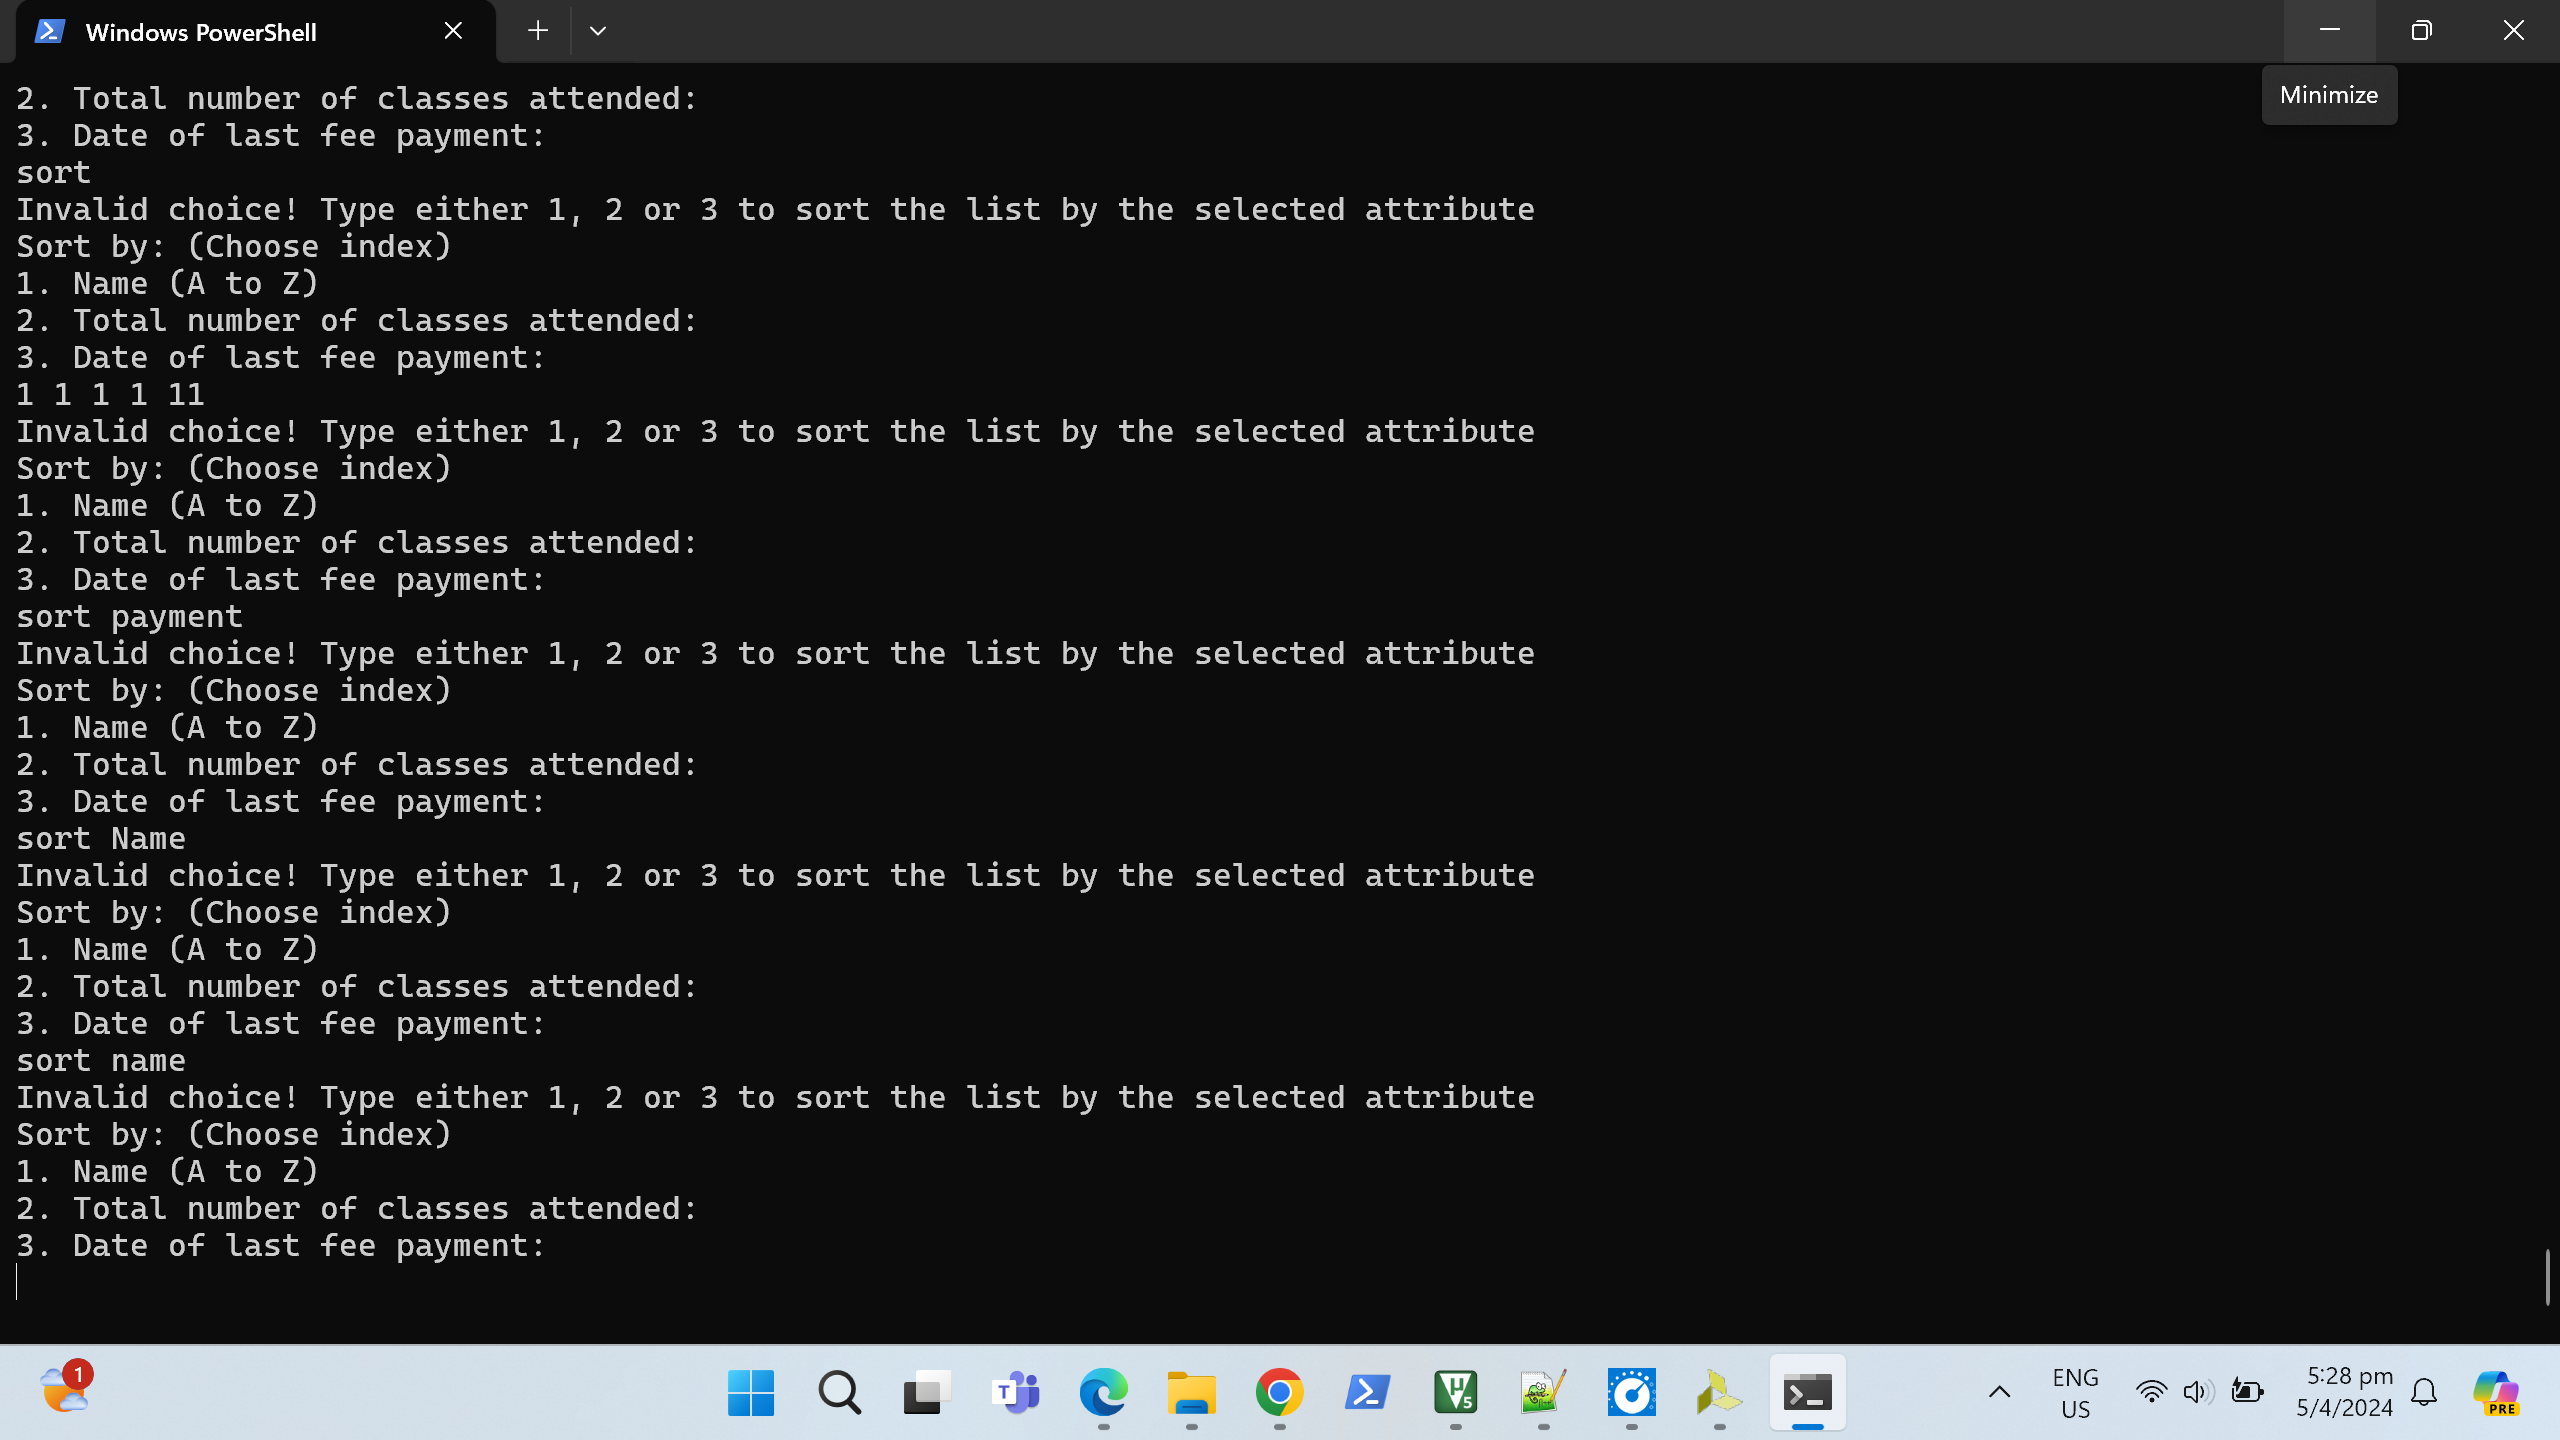 Windows PowerShell
Minimize
2. Total number of classes attended:
3. Date of last fee payment:
sort
Invalid choice! Type either 1, 2 or 3 to sort the list by the selected attribute
Sort by: (Choose index)
1. Name (A to Z)
2. Total number of classes attended:
3. Date of last fee payment:
1 1 1 1 11
Invalid choice! Type either 1, 2 or 3 to sort the list by the selected attribute
Sort by: (Choose index)
1. Name (A to Z)
2. Total number of classes attended:
3. Date of last fee payment:
sort payment
Invalid choice! Type either 1, 2 or 3 to sort the list by the selected attribute
Sort by: (Choose index)
1. Name (A to Z)
2. Total number of classes attended:
3. Date of last fee payment:
sort Name
Invalid choice! Type either 1, 2 or 3 to sort the list by the selected attribute
Sort by: (Choose index)
1. Name (A to Z)
2. Total number of classes attended:
3. Date of last fee payment:
sort name
Invalid choice! Type either 1, 2 or 3 to sort the list by the selected attribute
Sort by: (Choose index)
1. Name (A to Z)
2. Total number of classes attended:
3. Date of last fee payment:
1
T
5
ENG
US
5:28 pm
5/4/2024
PRE